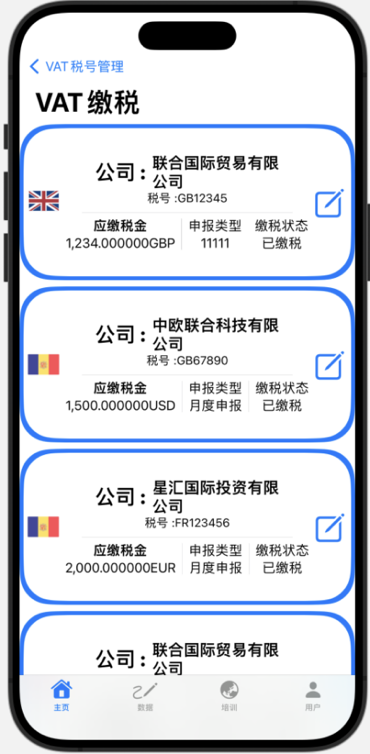 VAT 税号管理
VAT 缴税
公司：联合国际贸易有限
公司
税号 :GB12345
应缴税金 申报类型 缴税状态
1,234.000000GBP 11111 已缴税
公司：中欧联合科技有限
公司
税号 :GB67890
应缴税金 申报类型 缴税状态
1,500.000000USD 月度申报 已缴税
公司：星汇国际投资有限
公司
税号 :FR123456
应缴税金 申报类型 缴税状态
2,000.000000EUR 月度申报 已缴税
公司：联合国际贸易有限
公司
主页 数据 培训 用户